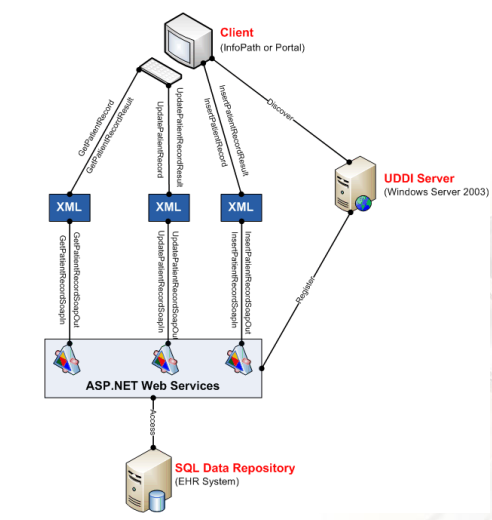 Client
(InfoPath or Portal)
GetPatientRecord
GetPatientRecordResult
UpdatePatientRecord
UpdatePatientRecordResult
InsertPatientRecord
InsertPatientRecordResult
Discover
UDDI Server
(Windows Server 2003)
XML
XML
XML
GetPatientRecordSoapIn
GetPatientRecordSoapOut
UpdatePatientRecordSoapIn
UpdatePatientRecordSoapOut
InsertPatientRecordSoapIn
InsertPatientRecordSoapOut
Register
ASP.NET Web Services
Access
SQL Data Repository
(EHR System)